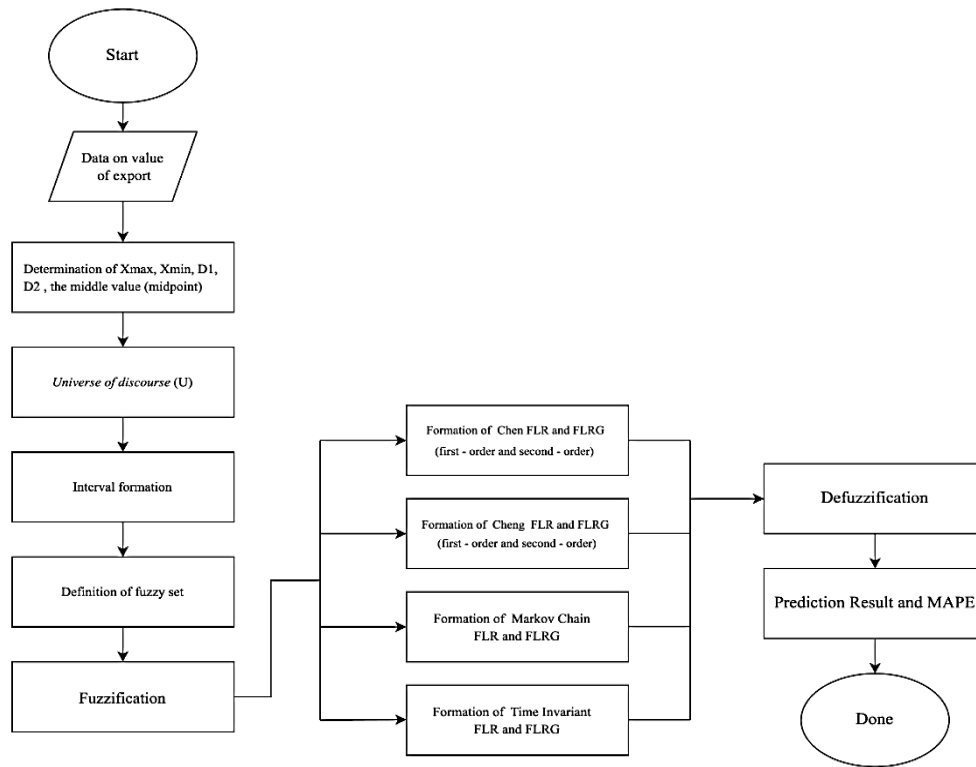 Start
Data on value
of export
Determination of Xmax, Xmin, D1,
D2 , the middle value (midpoint)
Universe of discourse (U)
Interval formation
Definition of fuzzy set
Fuzzification
Formation of Chen FLR and FLRG
(first - order and second - order)
Formation of Cheng FLR and FLRG
(first - order and second - order)
Formation of Markov Chain
FLR and FLRG
Formation of Time Invariant
FLR and FLRG
Defuzzification
Prediction Result and MAPE
Done